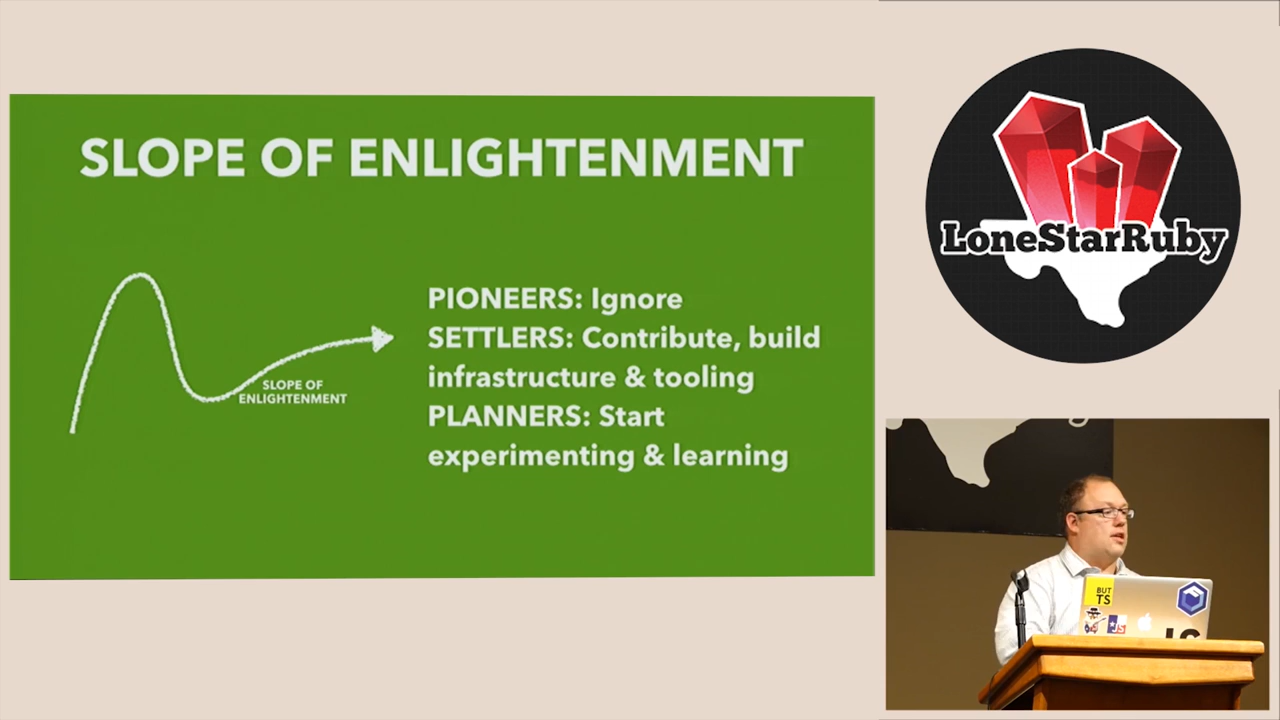 SLOPE OF ENLIGHTENMENT
SLOPE OF
ENLIGHTENMENT
PIONEERS: Ignore
SETTLERS: Contribute, build
infrastructure & tooling
PLANNERS: Start
experimenting & learning
LoneStarRuby
BUT
TS
JS